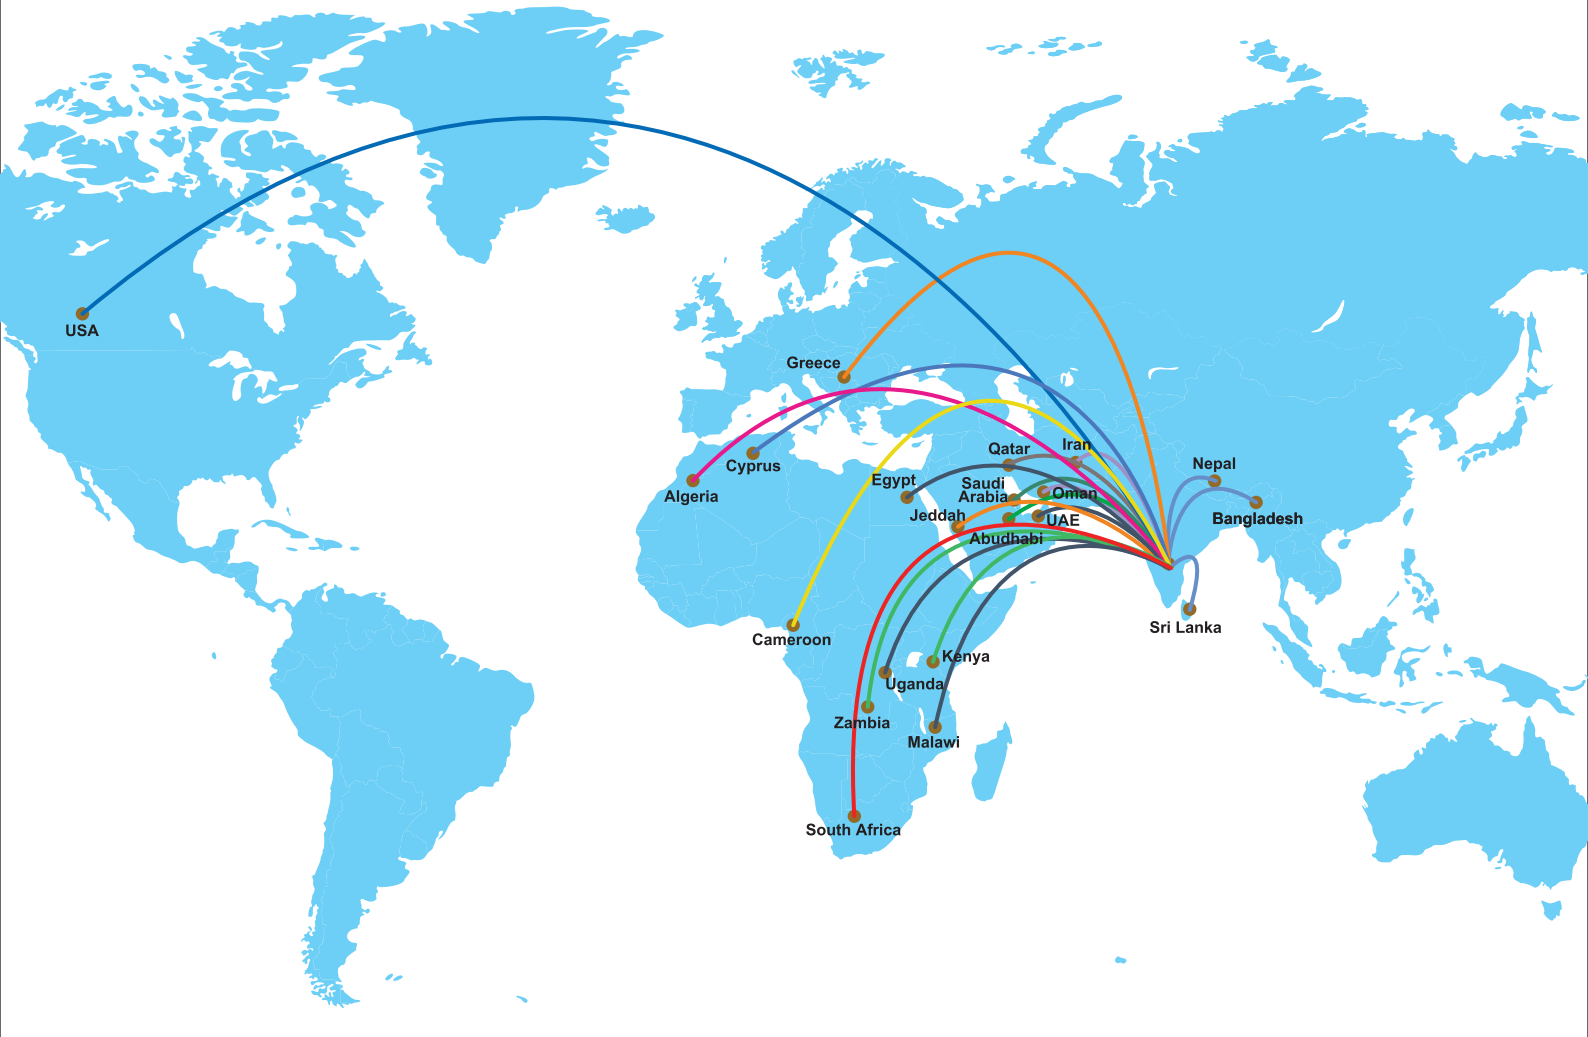 USA
Greece
Cyprus
Algeria
Egypt
Qatar
Iran
Saudi
Arabia
Oman
Jeddah
UAE
Abudhabi
Nepal
Bangladesh
Sri Lanka
Cameroon
Kenya
Uganda
Zambia
Malawi
South Africa